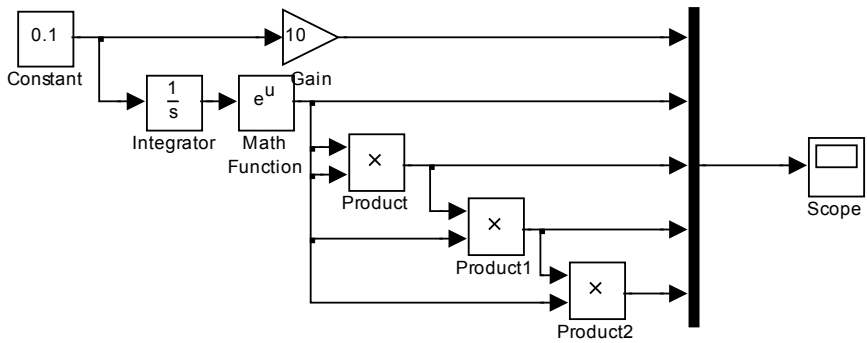 0.1
Constant
10
Gain
1
s
Integrator
e^u
Math
Function
×
Product
×
Product1
×
Product2
Scope